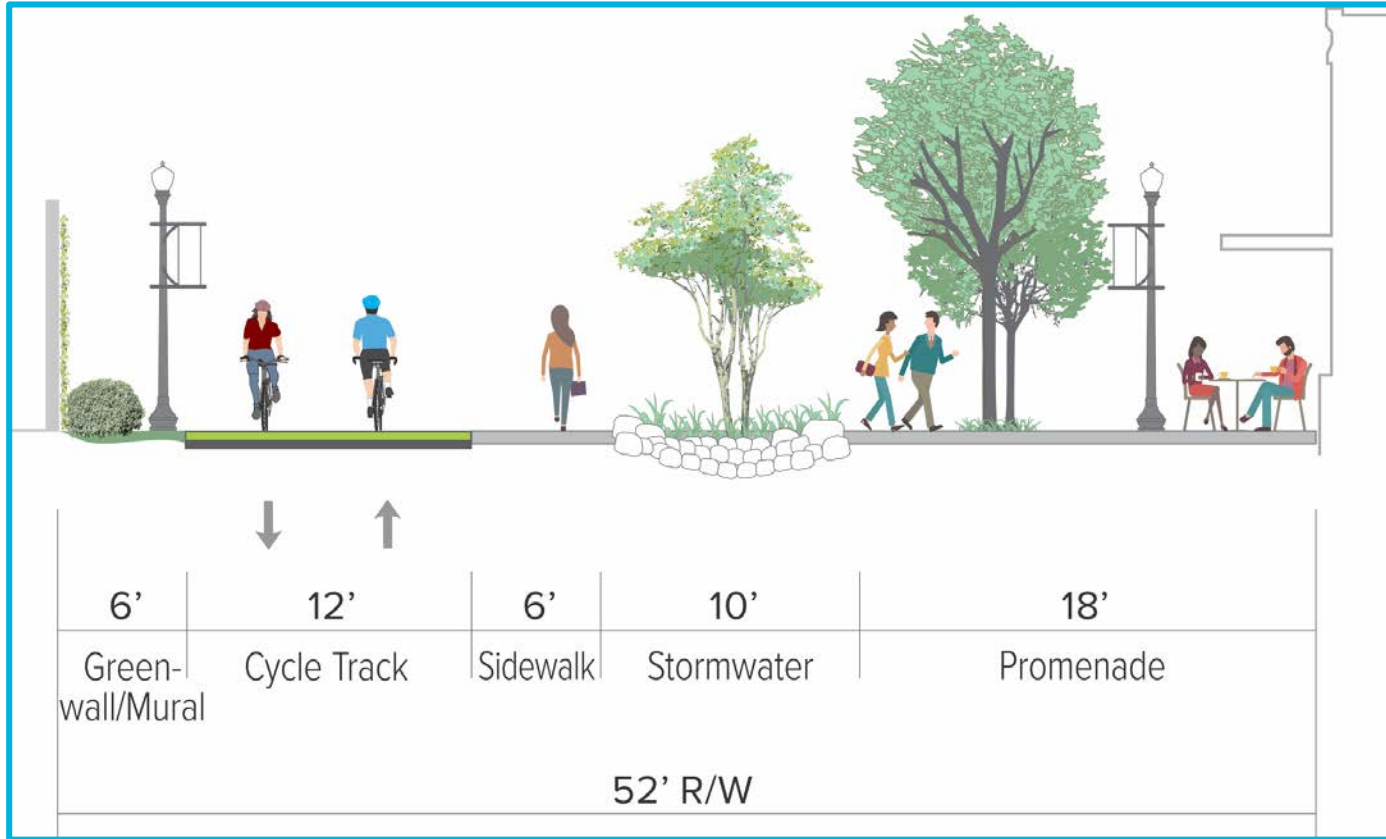 6’ 12’ 6’ 10’ 18’
Green- Cycle Track Sidewalk Stormwater Promenade
wall/Mural
52’ R/W